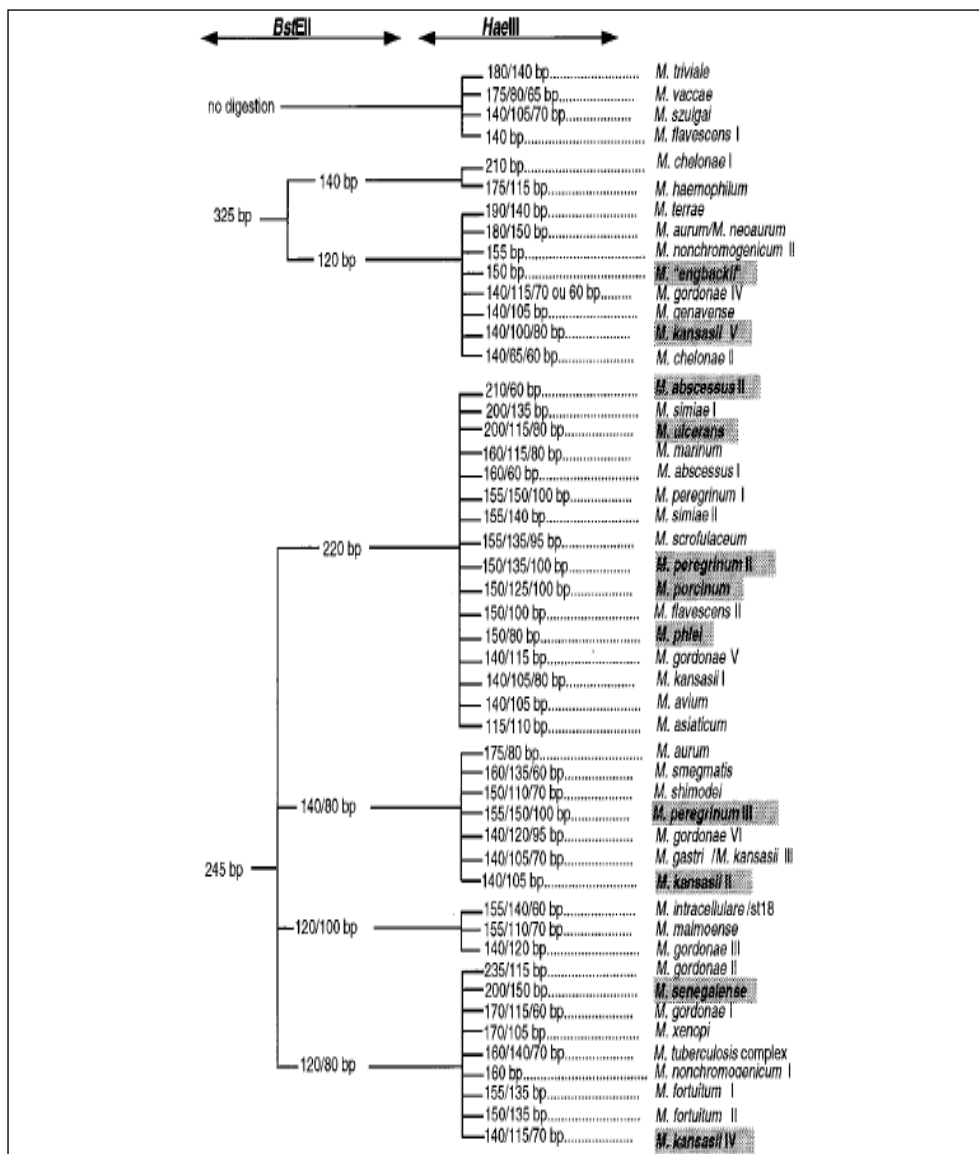 BstEII HaeIII
180/140 bp M. triviale
175/80/65 bp M. vaccae
no digestion
140/105/70 bp M. szulgai
140 bp M. flavescens I
210 bp M. chelonae I
140 bp
175/115 bp M. haemophilum
325 bp
190/140 bp M. terrae
180/150 bp M. aurum/M. neoaurum
155 bp M. nonchromogenicum II
120 bp
150 bp M. "engbackii"
140/115/70 ou 60 bp M. gordonae IV
140/105 bp M. genavense
140/100/80 bp M. kansasii V
140/65/60 bp M. chelonae II
210/60 bp M. abscessus II
200/135 bp M. simiae I
200/115/80 bp M. ulcerans
160/115/80 bp M. marinum
160/60 bp M. abscessus I
155/150/100 bp M. peregrinum I
155/140 bp M. simiae II
155/135/95 bp M. scrofulaceum
220 bp
150/135/100 bp M. peregrinum II
150/125/100 bp M. porcinum
150/100 bp M. flavescens II
150/80 bp M. phlei
140/115 bp M. gordonae V
140/105/80 bp M. kansasii I
140/105 bp M. avium
115/110 bp M. asiaticum
175/80 bp M. aurum
160/135/60 bp M. smegmatis
150/110/70 bp M. shimodei
140/80 bp
155/150/100 bp M. peregrinum III
140/120/95 bp M. gordonae VI
140/105/70 bp M. gastri /M. kansasii III
245 bp
140/105 bp M. kansasii II
155/140/60 bp M. intracellulare/st18
120/100 bp
155/110/70 bp M. malmoense
140/120 bp M. gordonae III
235/115 bp M. gordonae II
200/150 bp M. senegalense
170/115/60 bp M. gordonae I
170/105 bp M. xenopi
160/140/70 bp M. tuberculosis complex
120/80 bp
160 bp M. nonchromogenicum I
155/135 bp M. fortuitum I
150/135 bp M. fortuitum II
140/115/70 bp M. kansasii IV